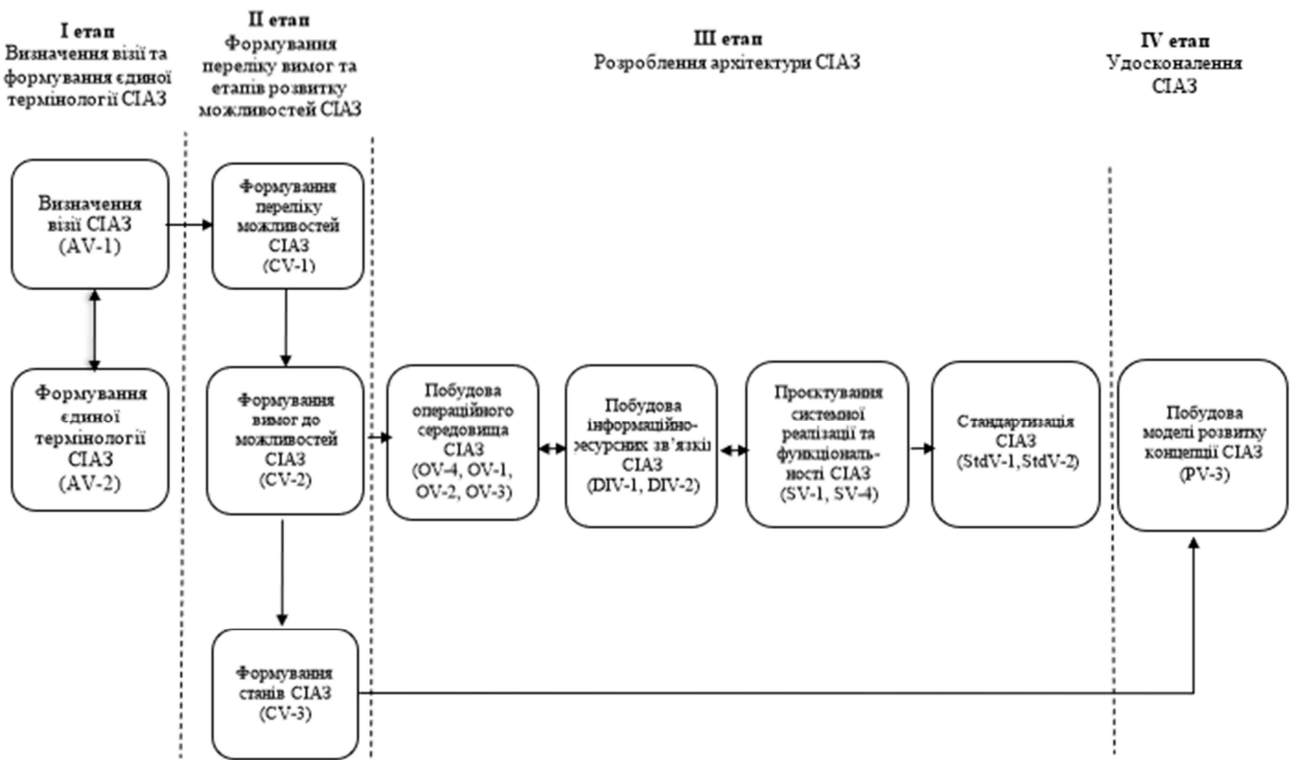 І етап
Визначення візії та
формування єдиної
термінології СІАЗ
ІІ етап
Формування
переліку вимог та
етапів розвитку
можливостей СІАЗ
ІІІ етап
Розроблення архітектури СІАЗ
IV етап
Удосконалення
СІАЗ
Визначення
візії СІАЗ
(AV-1)
Формування
переліку
можливостей
СІАЗ
(CV-1)
Формування
єдиної
термінології
СІАЗ
(AV-2)
Формування
вимог до
можливостей
СІАЗ
(CV-2)
Побудова
операційного
середовища
СІАЗ
(OV-4, OV-1,
OV-2, OV-3)
Побудова
інформаційно-
ресурсних зв’язків
СІАЗ
(DIV-1, DIV-2)
Проєктування
системної
реалізації та
функціональ-
ності СІАЗ
(SV-1, SV-4)
Стандартизація
СІАЗ
(StdV-1, StdV-2)
Побудова
моделі розвитку
концепції СІАЗ
(PV-3)
Формування
станів СІАЗ
(CV-3)